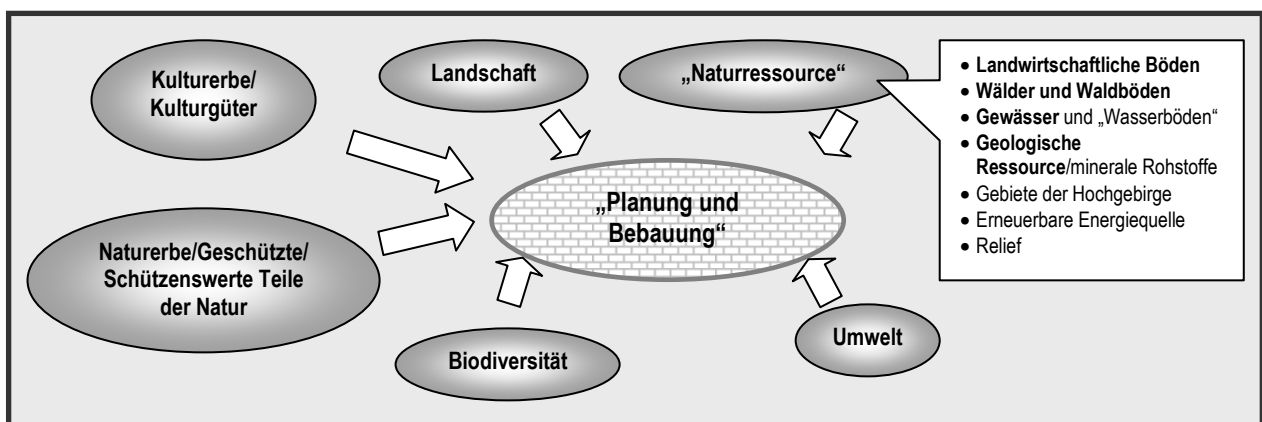 Kulturerbe/
Kulturgüter
Landschaft
„Naturressource“
• Landwirtschaftliche Böden
• Wälder und Waldböden
• Gewässer und „Wasserböden“
• Geologische
Ressource/minerale Rohstoffe
• Gebiete der Hochgebirge
• Erneuerbare Energiequelle
• Relief
„Planung und
Bebauung“
Naturerbe/Geschützte/
Schützenswerte Teile
der Natur
Biodiversität
Umwelt